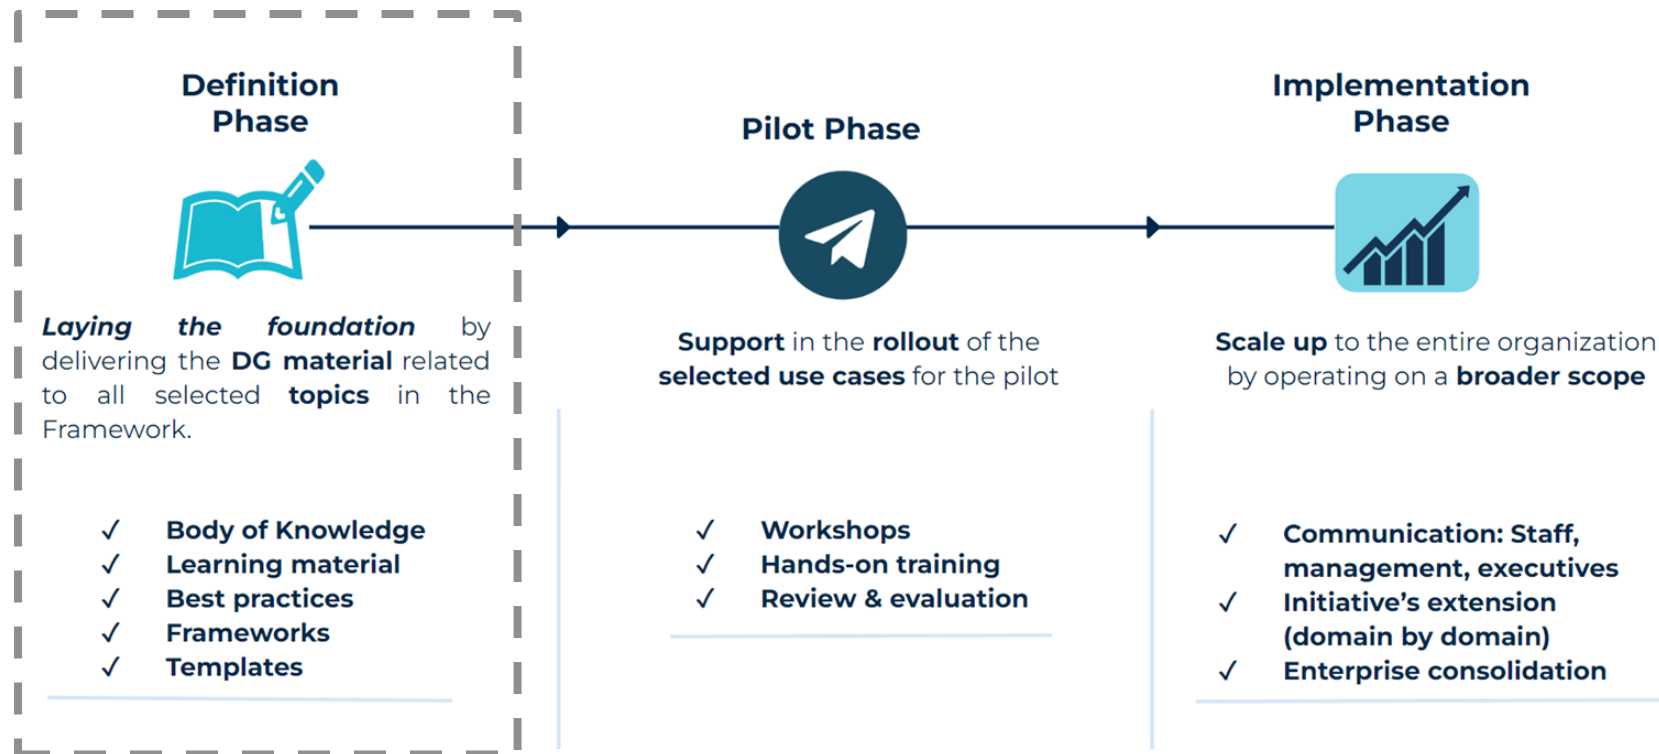 Definition
Phase
Laying the foundation by
delivering the DG material related
to all selected topics in the
Framework.
✓ Body of Knowledge
✓ Learning material
✓ Best practices
✓ Frameworks
✓ Templates
Pilot Phase
Support in the rollout of the
selected use cases for the pilot
✓ Workshops
✓ Hands-on training
✓ Review & evaluation
Implementation
Phase
Scale up to the entire organization
by operating on a broader scope
✓ Communication: Staff,
management, executives
✓ Initiative’s extension
(domain by domain)
✓ Enterprise consolidation